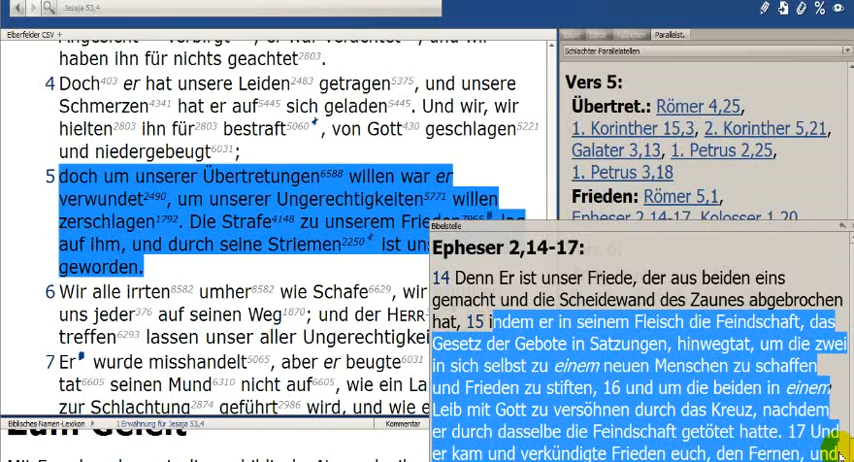 Jesaja 53,4
Elberfelder CSV +
haben ihn für nichts geachtet2803.
4 Doch403 er hat unsere Leiden2483 getragen5375, und unsere
Schmerzen4341 hat er auf5445 sich geladen5445. Und wir, wir
hielten2803 ihn für2803 bestraft5060, von Gott430 geschlagen5221
und niedergebeugt6031;
5 doch um unserer Übertretungen6588 willen war er
verwundet2490, um unserer Ungerechtigkeiten5771 willen
zerschlagen1792. Die Strafe4148 zu unserem
auf ihm, und durch seine Striemen2250 ist
geworden.
6 Wir alle irrten8582 umher8582 wie Schafe6629, wir
uns jeder376 auf seinen Weg1870; und der HERR
treffen6293 lassen unser aller
7 Er wurde misshandelt5065, aber er beugte6031
tat6605 seinen Mund6310 nicht auf6605, wie ein
zur Schlachtung2874 geführt2986 wird, und wie
Biblisches Namen-Lexikon
1 Erwähnung für Jesaja 53,4
Kommentar
Parallelst.
Schlachter Parallelstellen
Vers 5:
Übertret.: Römer 4,25,
1. Korinther 15,3, 2. Korinther 5,21,
Galater 3,13, 1. Petrus 2,25,
1. Petrus 3,18
Frieden: Römer 5,1,
Epheser 2,14-17, Kolosser 1,20
Bibelstelle
Epheser 2,14-17:
14 Denn Er ist unser Friede, der aus beiden eins
gemacht und die Scheidewand des Zaunes abgebrochen
hat, 15 indem er in seinem Fleisch die Feindschaft, das
Gesetz der Gebote in Satzungen, hinwegtat, um die zwei
in sich selbst zu einem neuen Menschen zu schaffen
und Frieden zu stiften, 16 und um die beiden in einem
Leib mit Gott zu versöhnen durch das Kreuz, nachdem
er durch dasselbe die Feindschaft getötet hatte. 17 Und
er kam und verkündigte Frieden euch, den Fernen, und